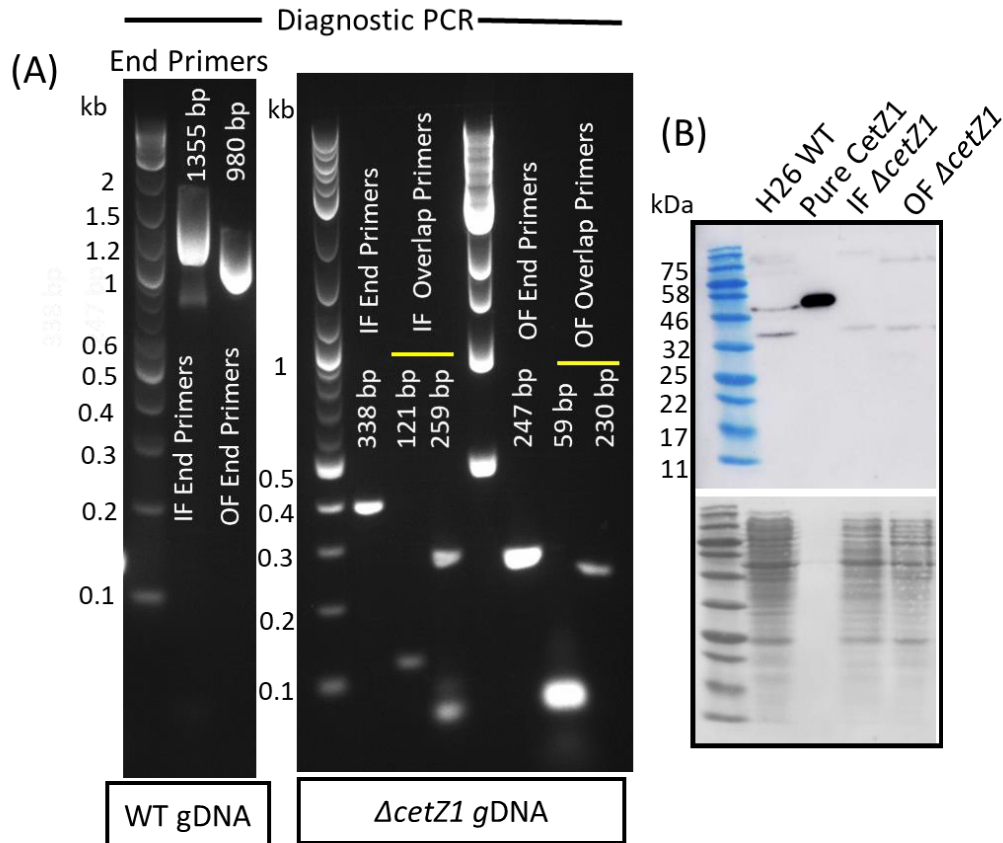 Diagnostic PCR
(A)
End Primers
kb
1355 bp
980 bp
2
1.5
1.2
1
0.6
0.5
0.4
0.3
0.2
0.1
338 bp
247 bp
IF End Primers
OF End Primers
WT gDNA
kb
1
0.5
0.4
0.3
0.2
0.1
IF End Primers
338 bp
IF Overlap Primers
121 bp
259 bp
OF End Primers
247 bp
OF Overlap Primers
59 bp
230 bp
ΔcetZ1 gDNA
(B)
H26 WT
Pure CetZ1
IF ΔcetZ1
OF ΔcetZ1
kDa
75
58
46
32
25
22
17
11